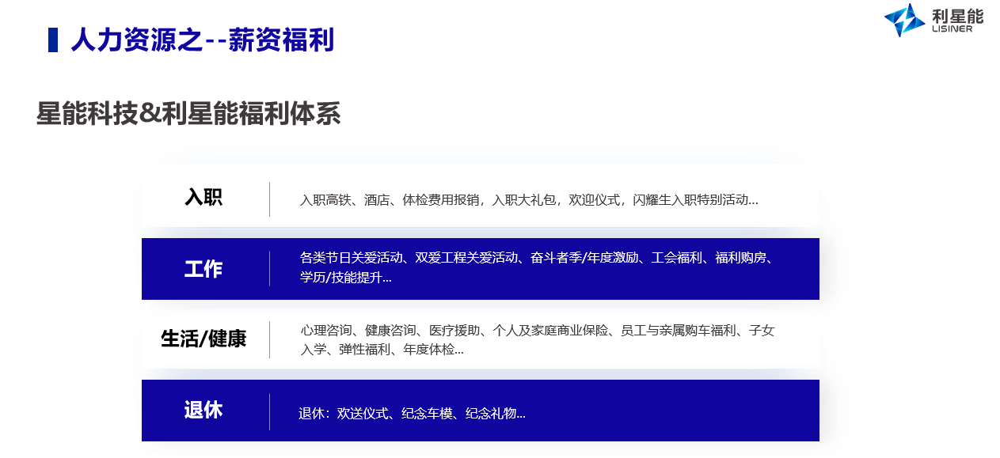 利星能
LISINER
人力资源之--薪资福利
星能科技&利星能福利体系
入职
入职高铁、酒店、体检费用报销，入职大礼包，欢迎仪式，闪耀生入职特别活动...
工作
各类节日关爱活动、双爱工程关爱活动、奋斗者季/年度激励、工会福利、福利购房、
学历/技能提升...
生活/健康
心理咨询、健康咨询、医疗援助、个人及家庭商业保险、员工与亲属购车福利、子女
入学、弹性福利、年度体检...
退休
退休：欢送仪式、纪念车模、纪念礼物...